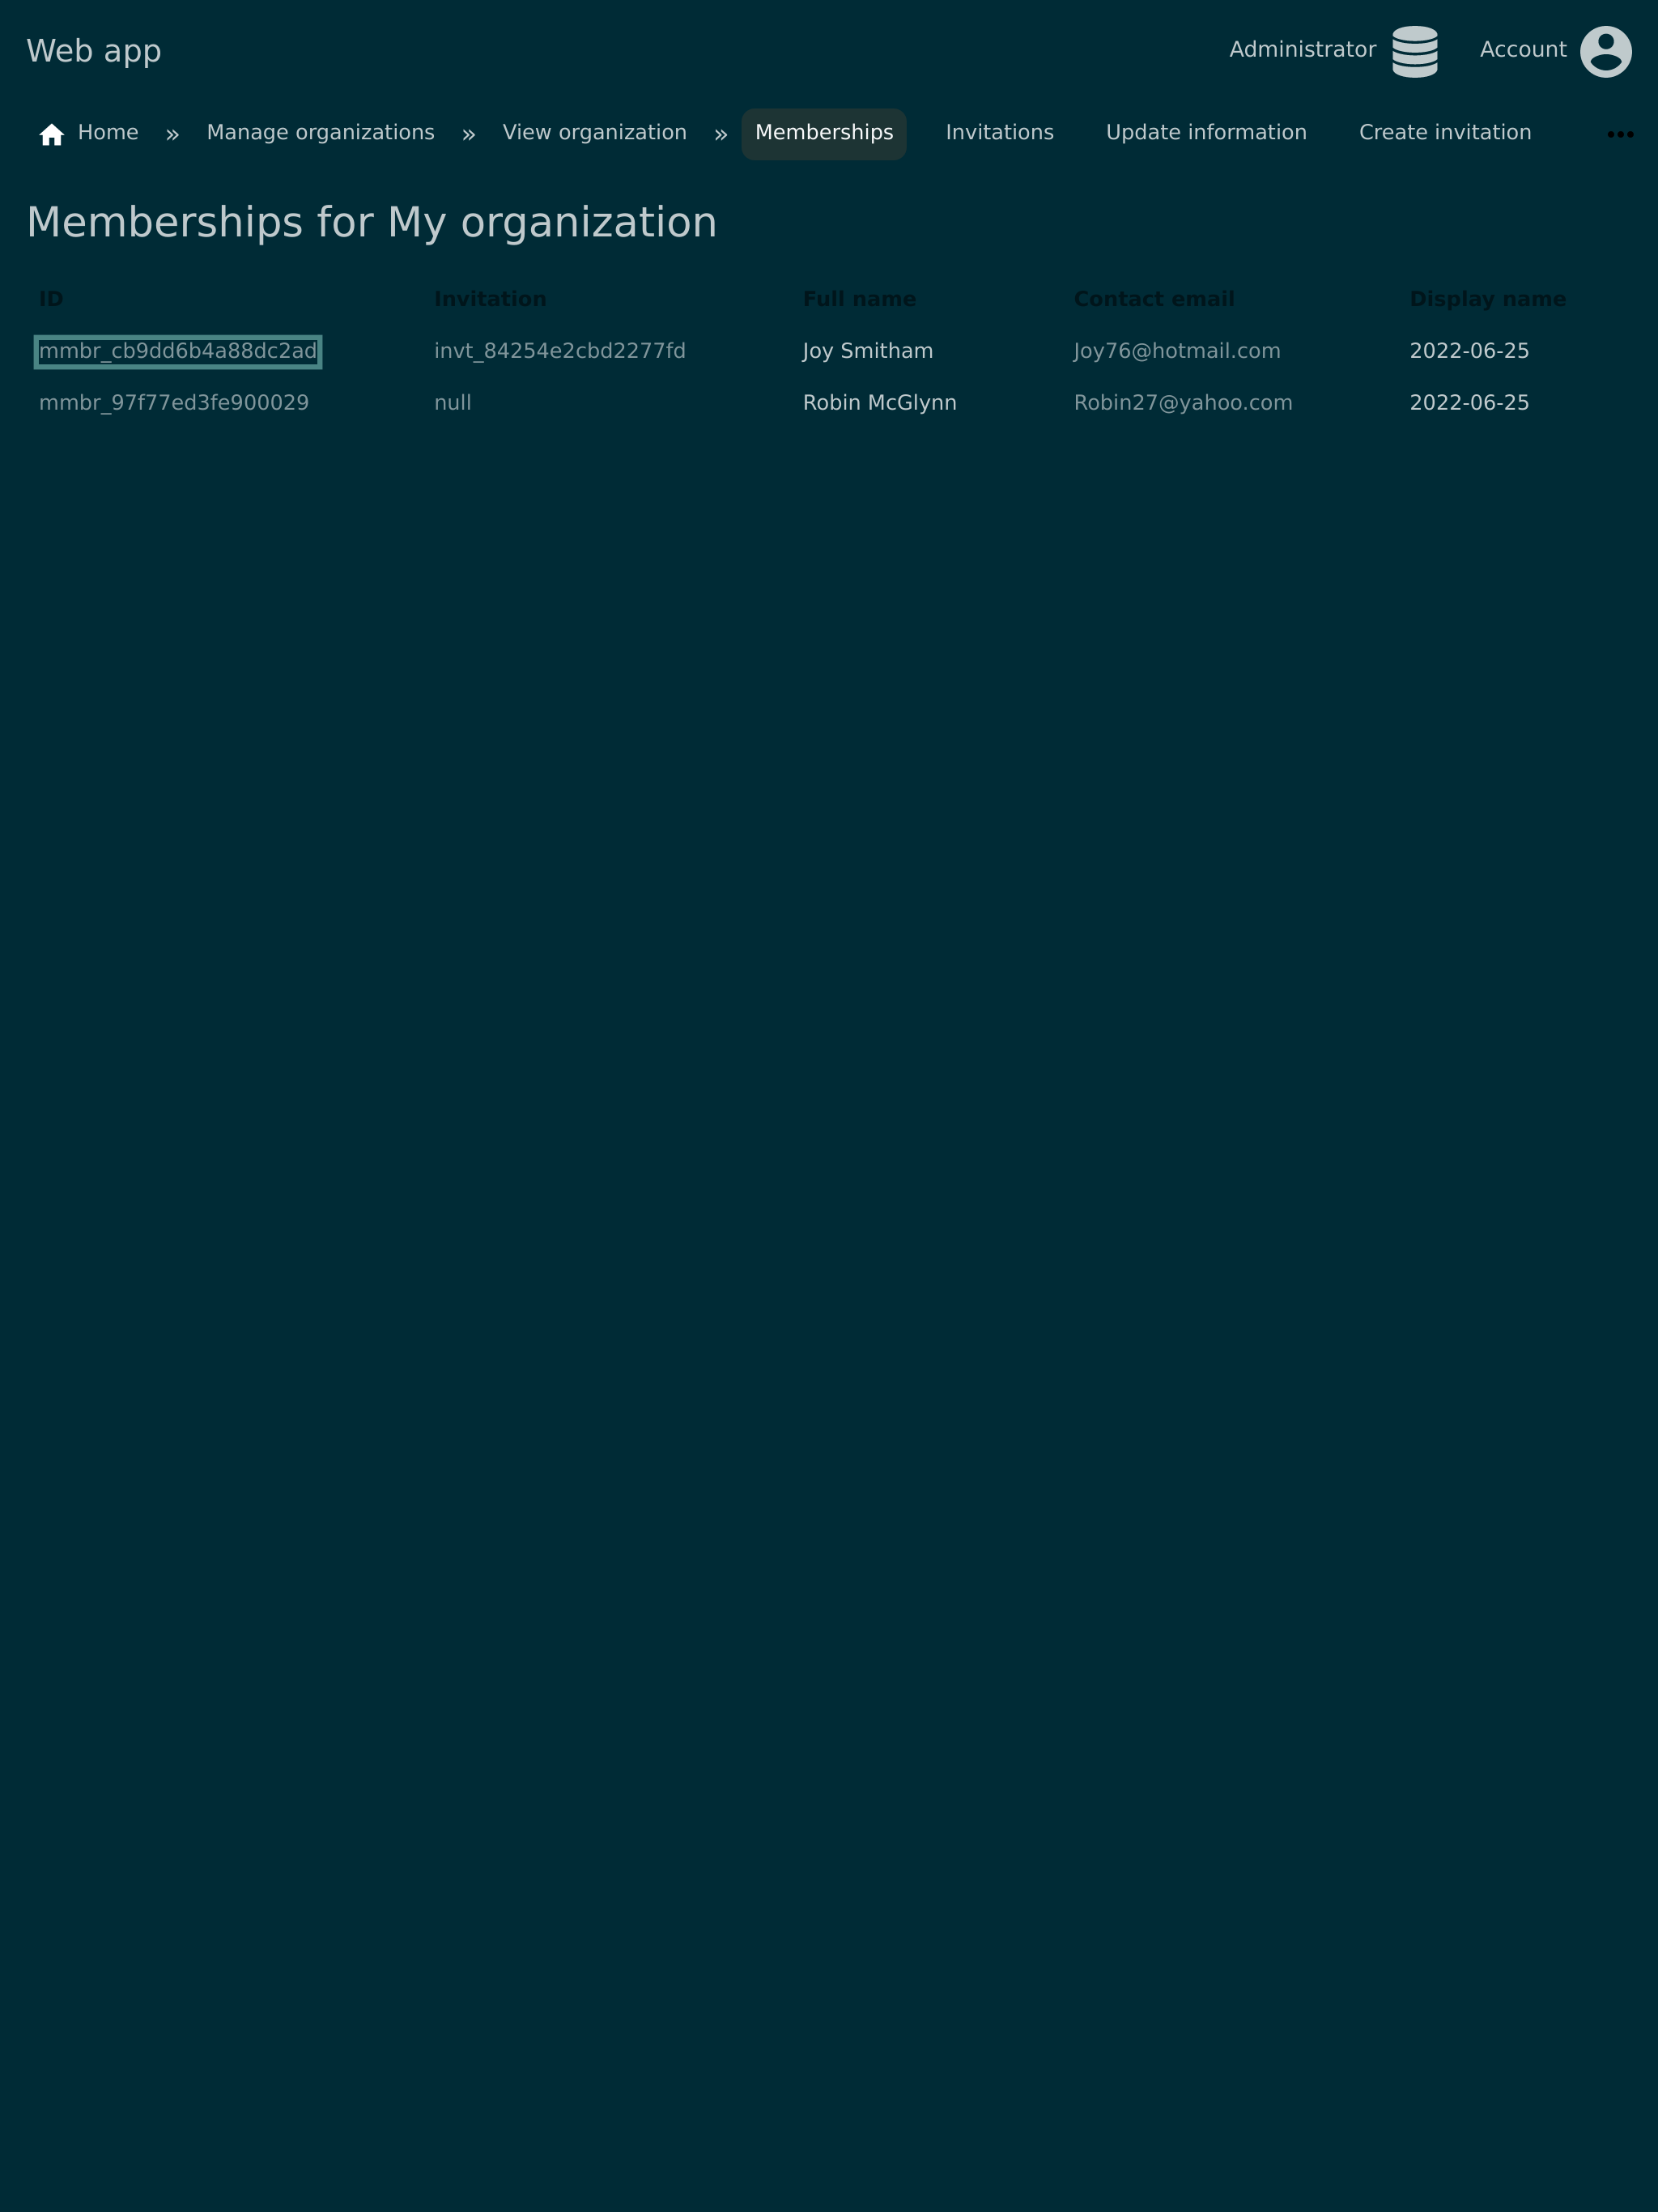 Web app
Administrator Account
Home » Manage organizations » View organization » Memberships Invitations Update information Create invitation •••
Memberships for My organization
ID Invitation Full name Contact email Display name
mmbr_cb9dd6b4a88dc2ad invt_84254e2cbd2277fd Joy Smitham Joy76@hotmail.com 2022-06-25
mmbr_97f77ed3fe900029 null Robin McGlynn Robin27@yahoo.com 2022-06-25